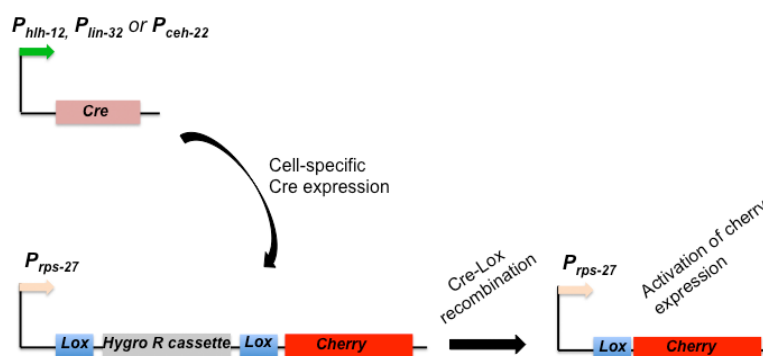 P hlh-12, P lin-32 or P ceh-22
Cre
Cell-specific
Cre expression
P rps-27
Lox
Hygro R cassette
Lox
Cherry
Cre-Lox
recombination
P rps-27
Activation of cherry
expression
Lox
Cherry